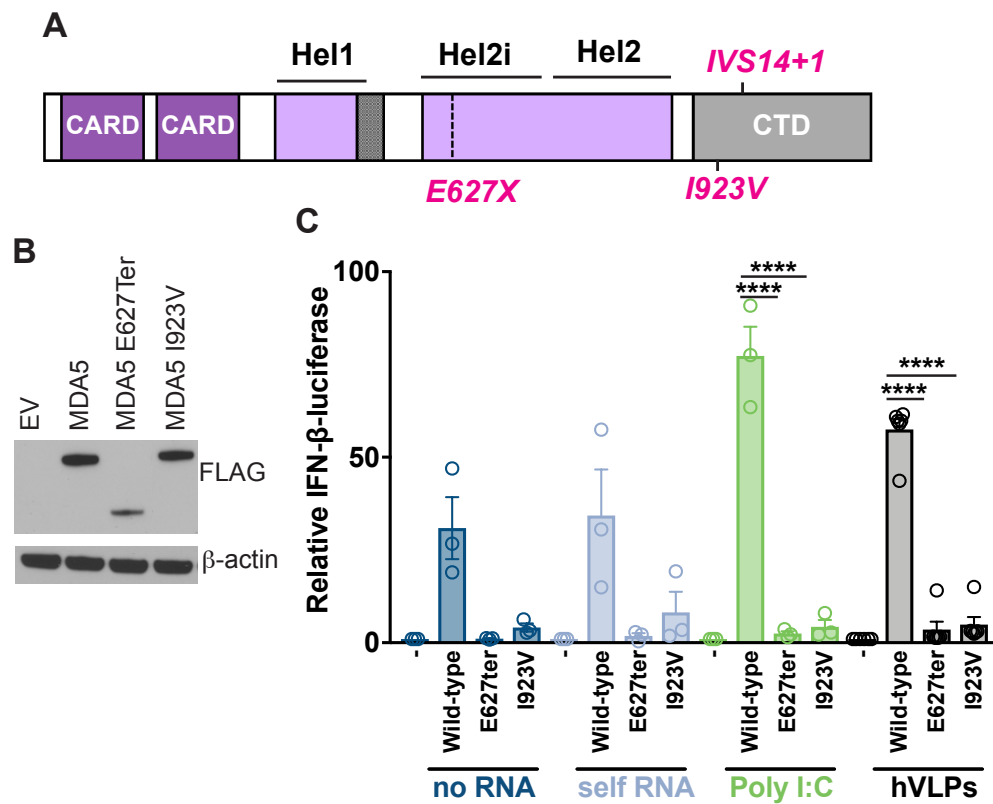 A
Hel1
Hel2i
Hel2
IVS14+1
CARD
CARD
CTD
E627X
I923V
B
EV
MDA5
MDA5 E627Ter
MDA5 I923V
FLAG
β-actin
C
Relative IFN-β-luciferase
100
50
0
****
****
****
****
-
Wild-type
E627ter
I923V
-
Wild-type
E627ter
I923V
-
Wild-type
E627ter
I923V
-
Wild-type
E627ter
I923V
no RNA
self RNA
Poly I:C
hVLPs